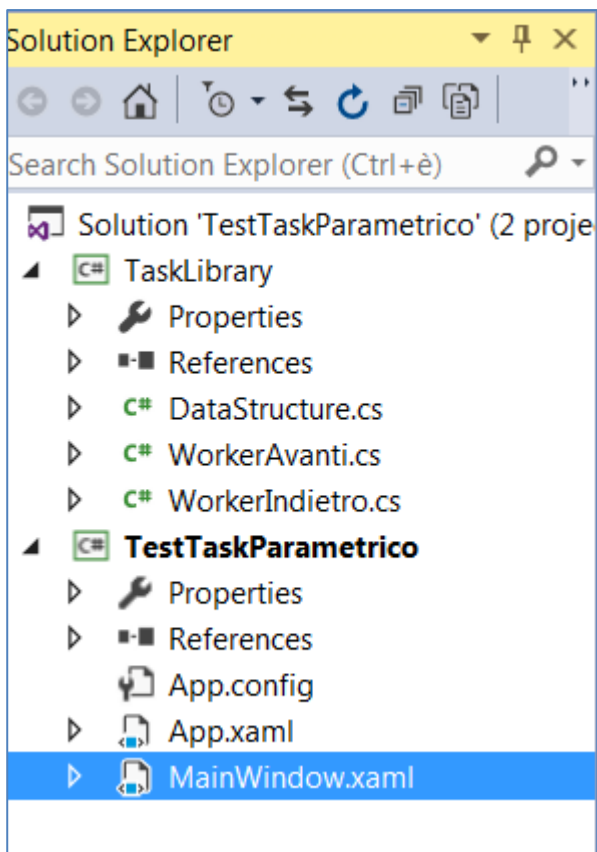 Solution Explorer
Search Solution Explorer (Ctrl+è)
Solution 'TestTaskParametrico' (2 proje
C# TaskLibrary
Properties
References
C# DataStructure.cs
C# WorkerAvanti.cs
C# WorkerIndietro.cs
C# TestTaskParametrico
Properties
References
App.config
App.xaml
MainWindow.xaml